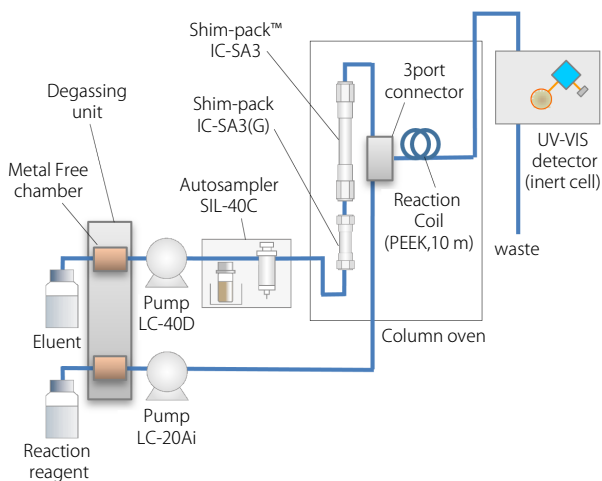 Shim-pack™
IC-SA3
Degassing
unit
Shim-pack
IC-SA3(G)
3port
connector
UV-VIS
detector
(inert cell)
Metal Free
chamber
Autosampler
SIL-40C
Reaction
Coil
(PEEK,10 m)
waste
Eluent
Pump
LC-40D
Column oven
Reaction
reagent
Pump
LC-20Ai